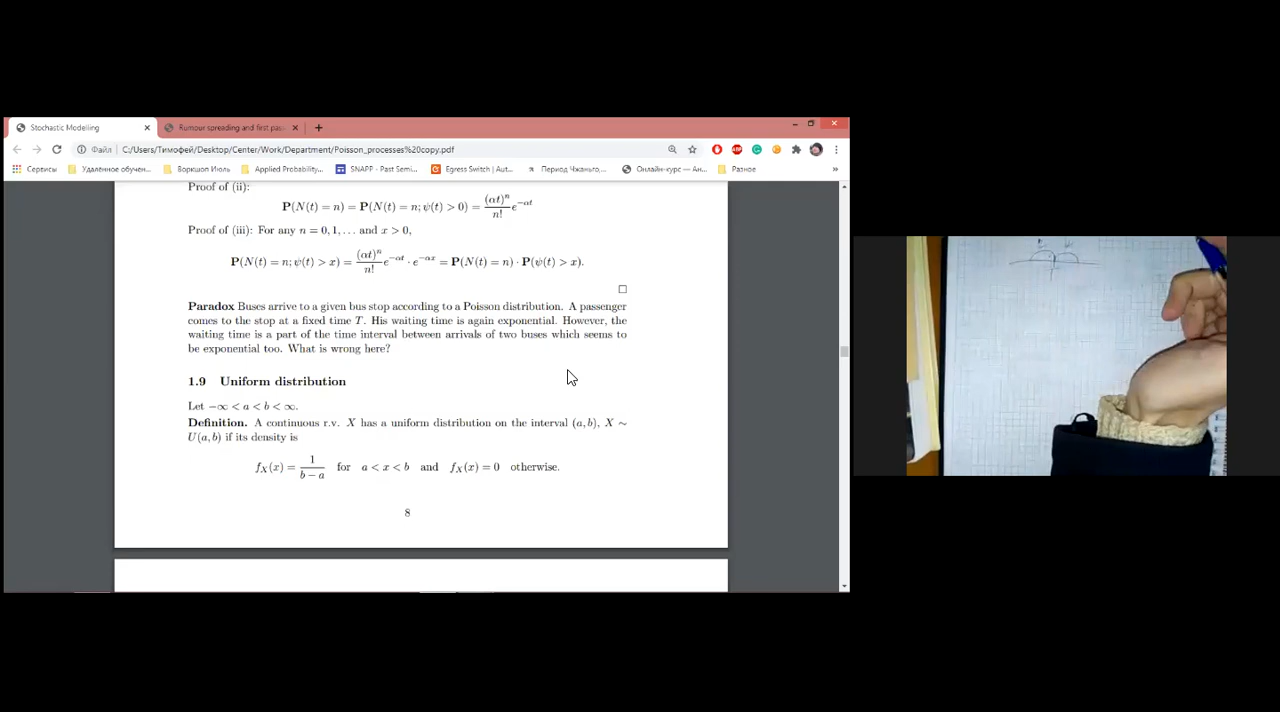 Stochastic Modelling
Rumour spreading and first pas
Файл
C:/Users/Тимофей/Desktop/Center/Work/Department/Poisson_processes%20copy.pdf
Сервисы
Удалённое обучен...
Воркшоп Июль
Applied Probability...
SNAPP - Past Semi...
Egress Switch | Aut...
Период Чжаньго,...
Онлайн-курс — Ан...
Разное
»
Proof of (ii):
P(N(t) = n) = P(N(t) = n; ψ(t) > 0) = (αt)^n / n! e^{−αt}
Proof of (iii): For any n = 0, 1, . . . and x > 0,
P(N(t) = n; ψ(t) > x) = (αt)^n / n! e^{−αt} · e^{−αx} = P(N(t) = n) · P(ψ(t) > x).
□
Paradox Buses arrive to a given bus stop according to a Poisson distribution. A passenger
comes to the stop at a fixed time T. His waiting time is again exponential. However, the
waiting time is a part of the time interval between arrivals of two buses which seems to
be exponential too. What is wrong here?
1.9 Uniform distribution
Let −∞ < a < b < ∞.
Definition. A continuous r.v. X has a uniform distribution on the interval (a, b), X ∼
U(a, b) if its density is
f_X(x) = 1 / (b − a) for a < x < b and f_X(x) = 0 otherwise.
8